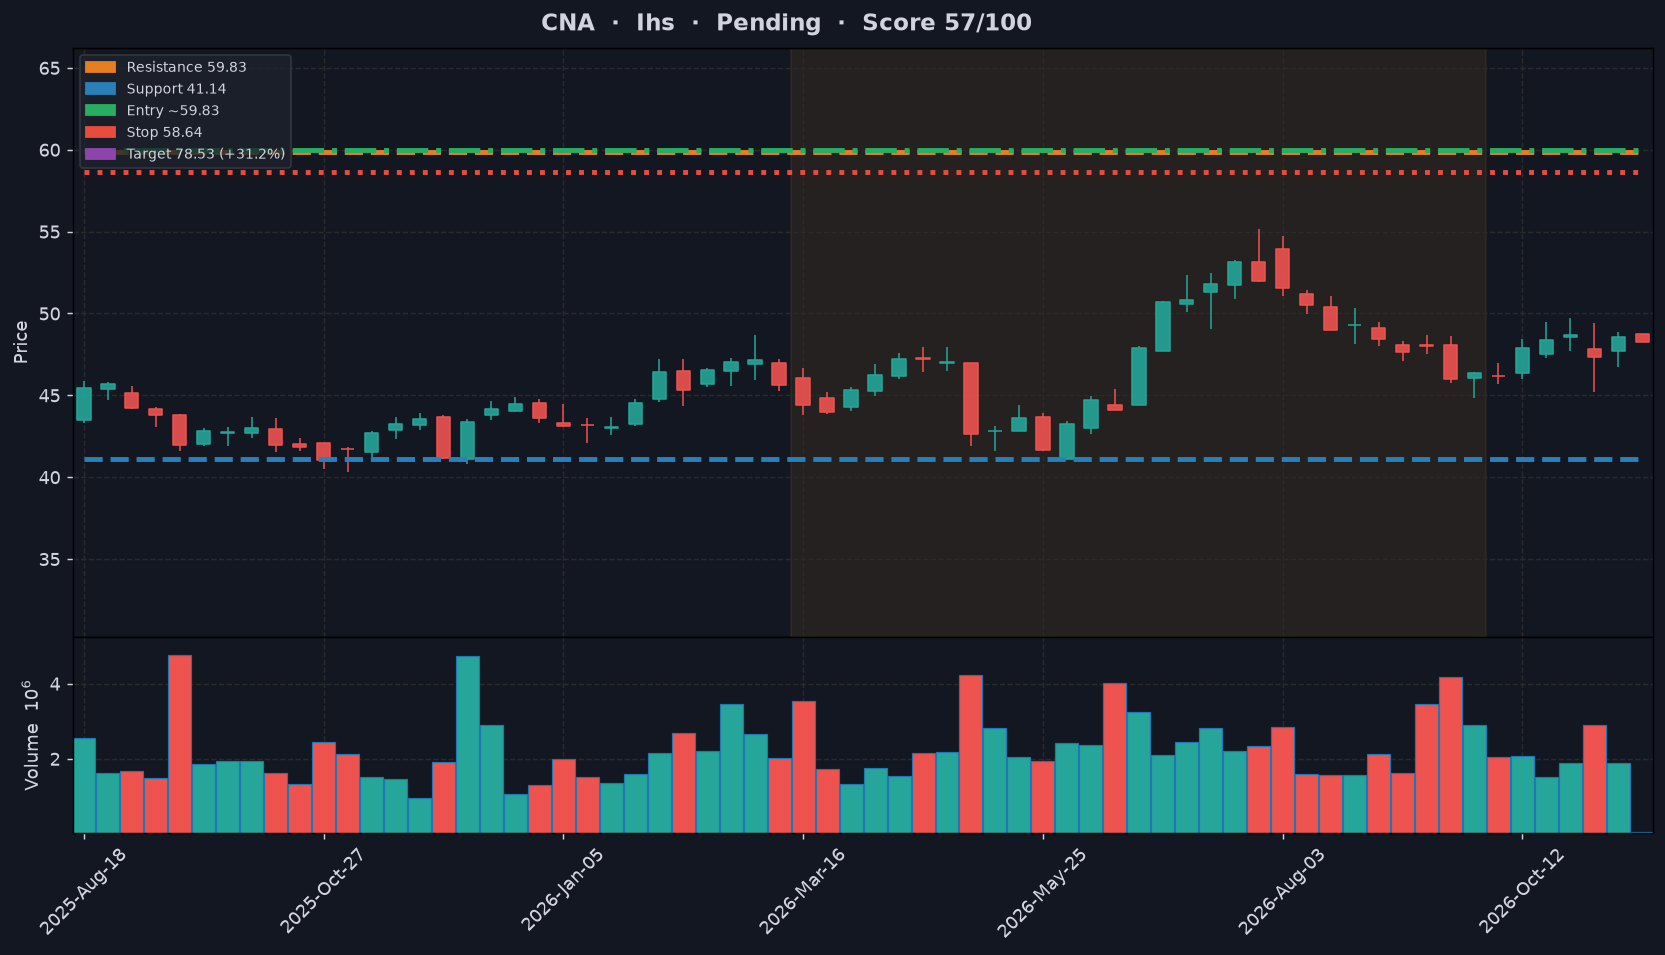 CNA · Ihs · Pending · Score 57/100
Resistance 59.83
Support 41.14
Entry ~59.83
Stop 58.64
Target 78.53 (+31.2%)
Price
65
60
55
50
45
40
35
Volume 10⁶
4
2
2025-Aug-18
2025-Oct-27
2026-Jan-05
2026-Mar-16
2026-May-25
2026-Aug-03
2026-Oct-12